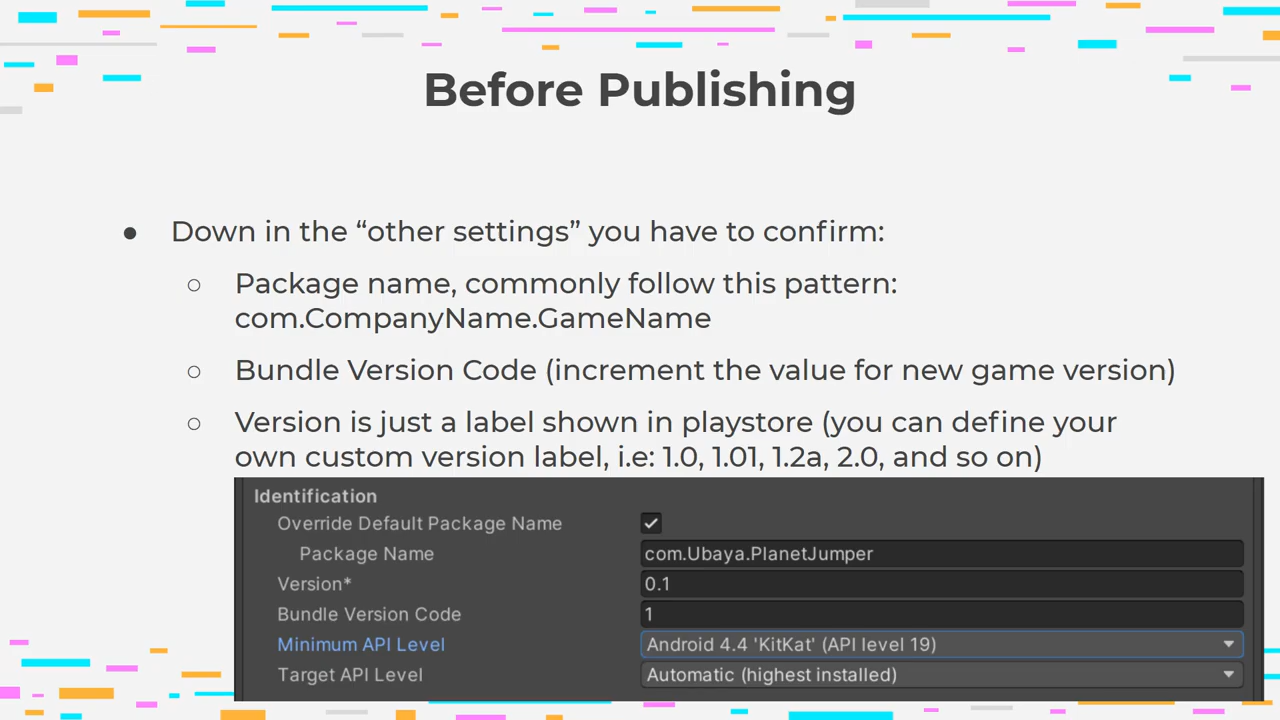 Before Publishing
● Down in the “other settings” you have to confirm:
○ Package name, commonly follow this pattern:
com.CompanyName.GameName
○ Bundle Version Code (increment the value for new game version)
○ Version is just a label shown in playstore (you can define your
own custom version label, i.e: 1.0, 1.01, 1.2a, 2.0, and so on)
Identification
Override Default Package Name
Package Name com.Ubaya.PlanetJumper
Version* 0.1
Bundle Version Code 1
Minimum API Level Android 4.4 'KitKat' (API level 19)
Target API Level Automatic (highest installed)